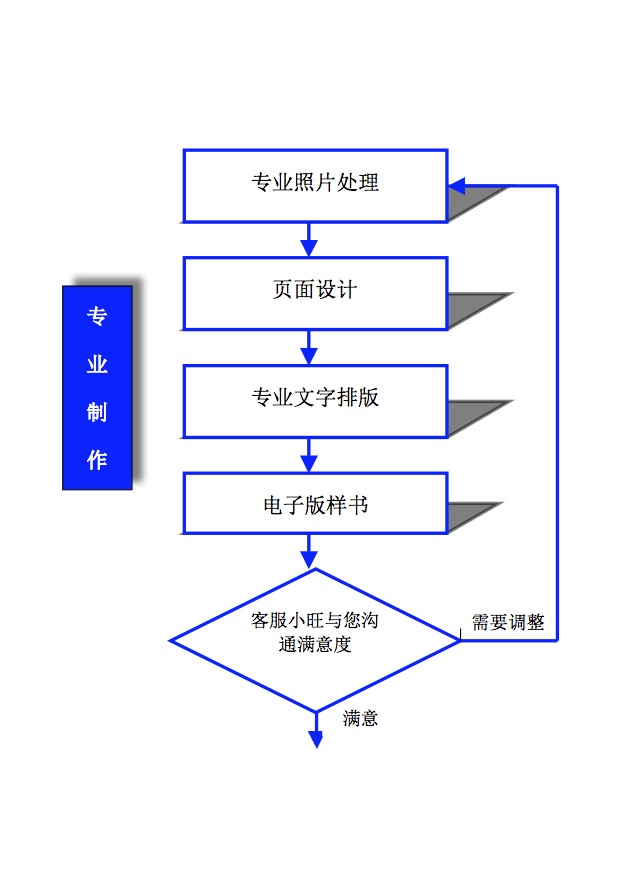 专业照片处理
页面设计
专业文字排版
电子版样书
客服小旺与您沟
通满意度
需要调整
满意
专
业
制
作